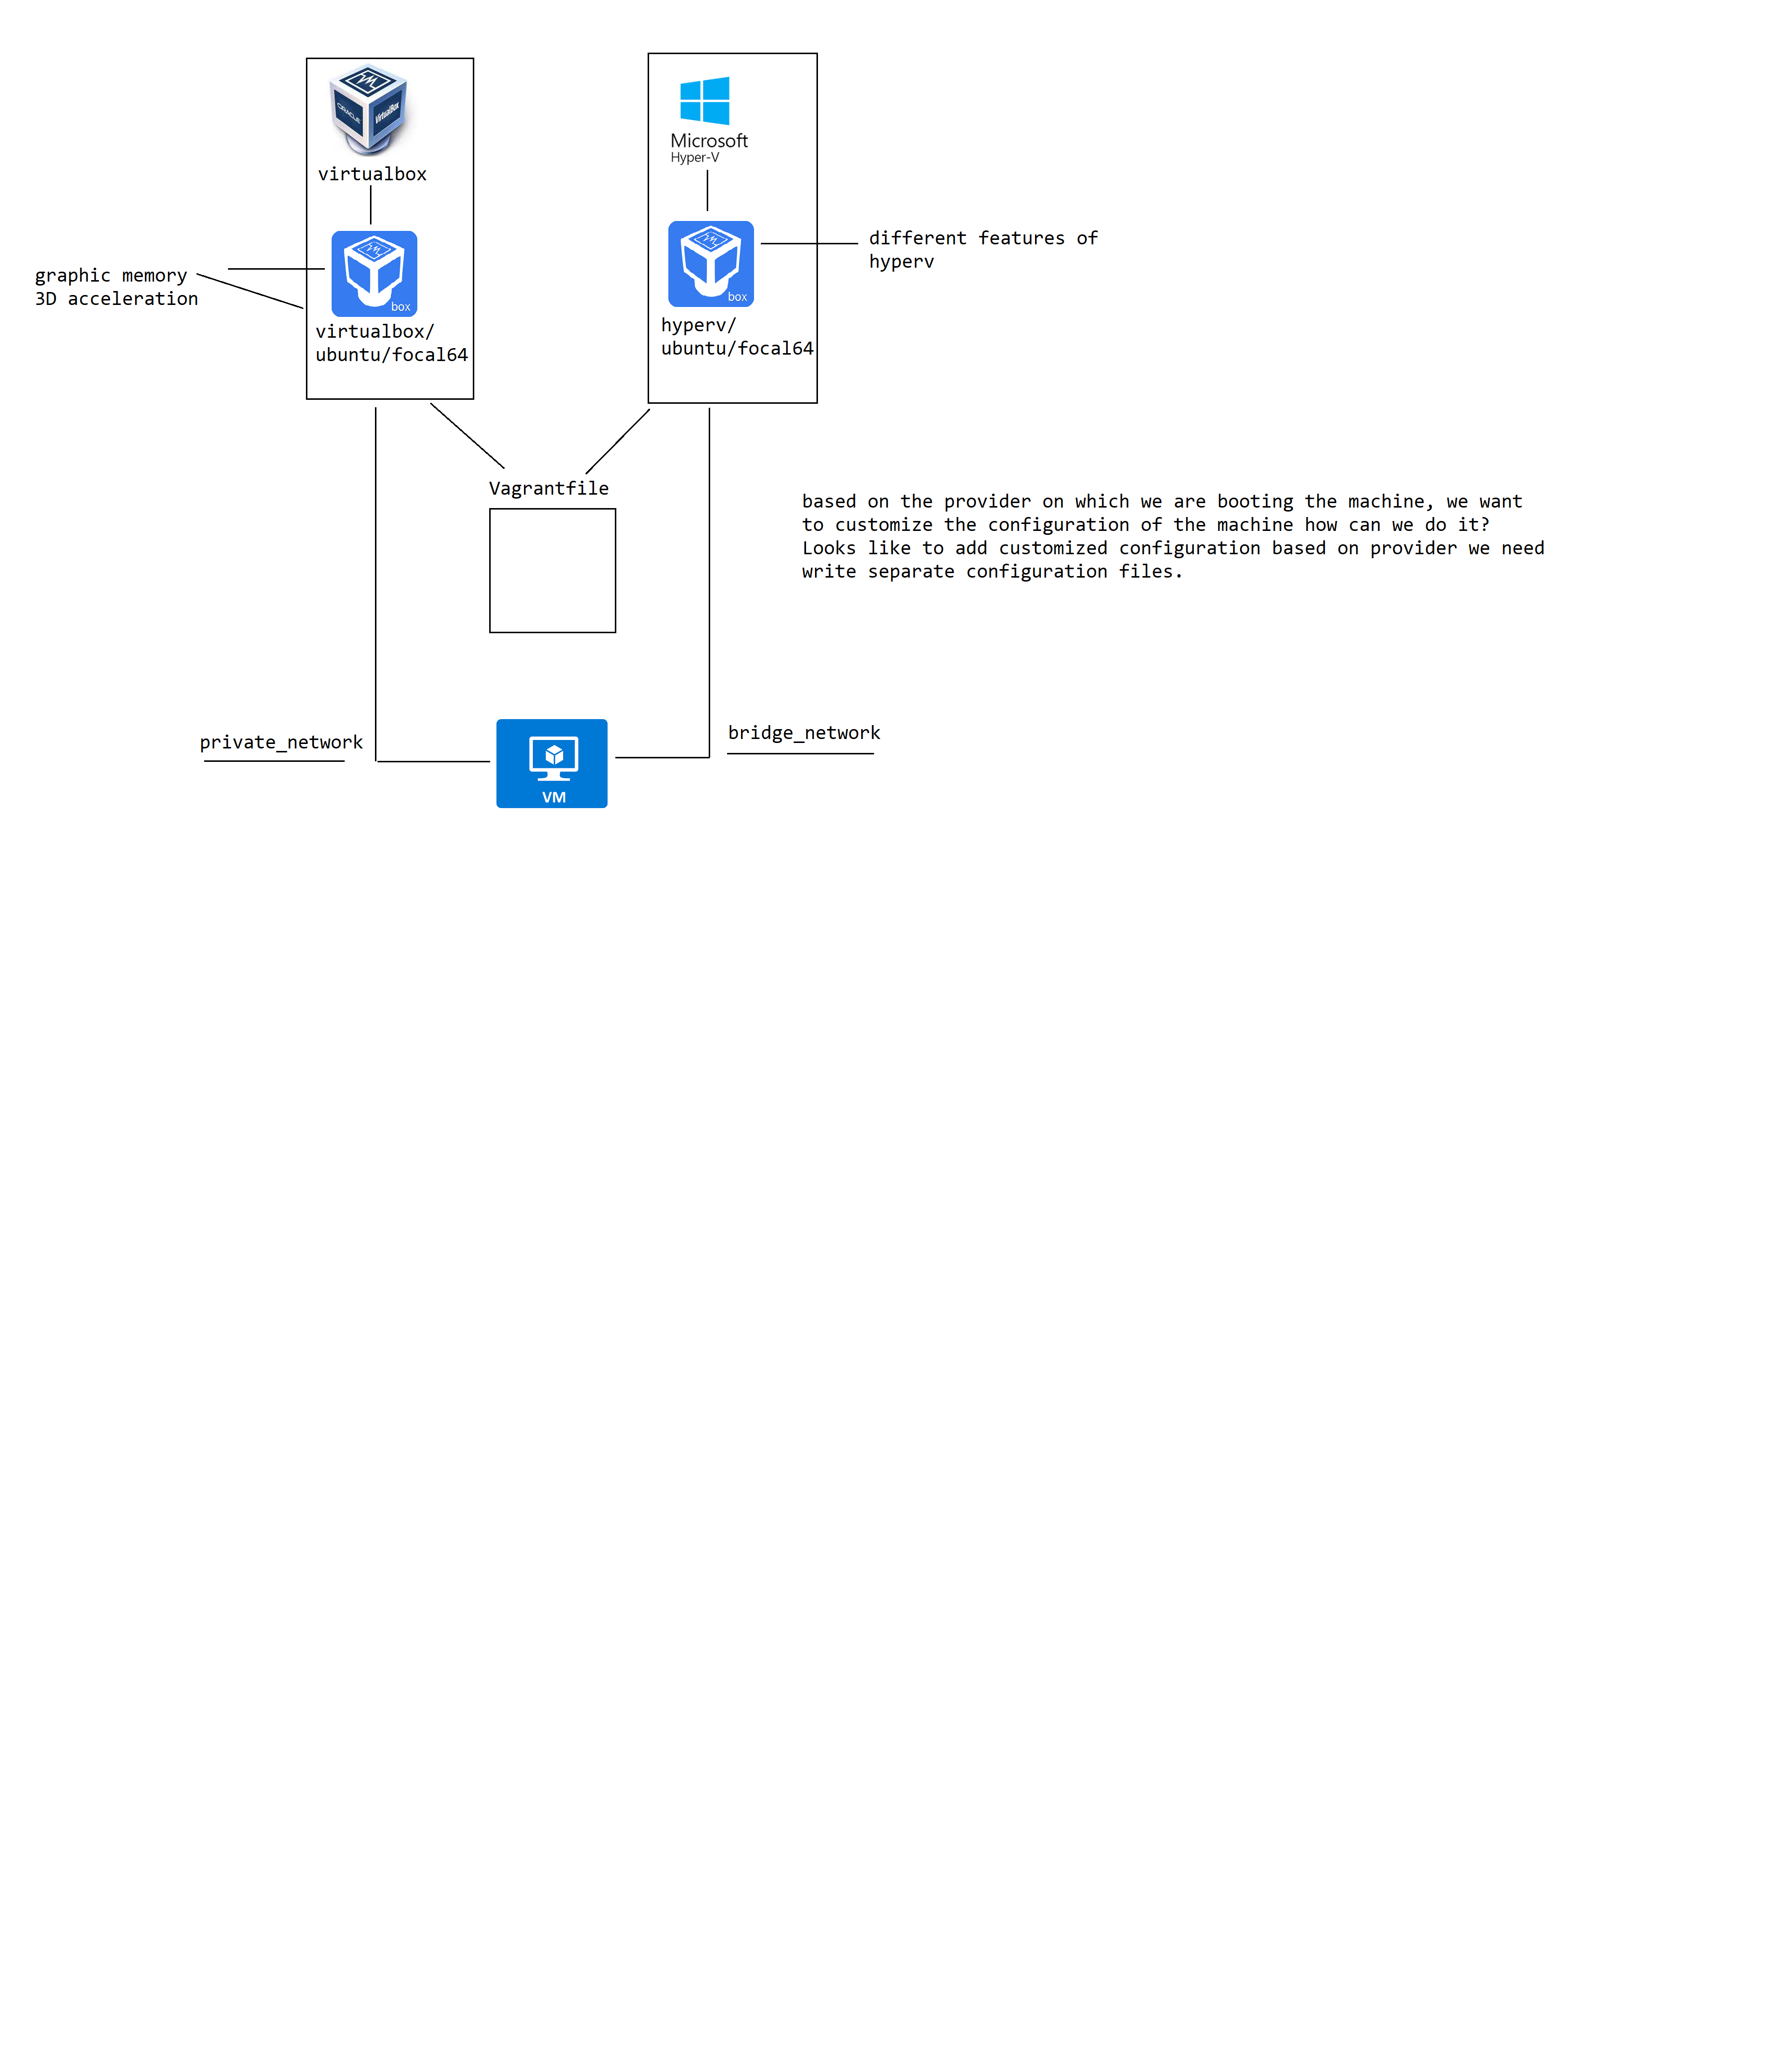 ORACLE
VirtualBox
virtualbox
box
virtualbox/
ubuntu/focal64
graphic memory
3D acceleration
Microsoft
Hyper-V
box
hyperv/
ubuntu/focal64
different features of
hyperv
Vagrantfile
based on the provider on which we are booting the machine, we want
to customize the configuration of the machine how can we do it?
Looks like to add customized configuration based on provider we need
write separate configuration files.
private_network
VM
bridge_network